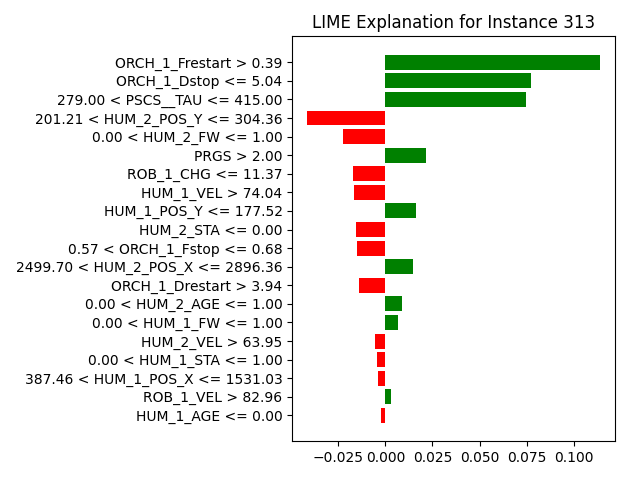 LIME Explanation for Instance 313
ORCH_1_Frestart > 0.39
ORCH_1_Dstop <= 5.04
279.00 < PSCS__TAU <= 415.00
201.21 < HUM_2_POS_Y <= 304.36
0.00 < HUM_2_FW <= 1.00
PRGS > 2.00
ROB_1_CHG <= 11.37
HUM_1_VEL > 74.04
HUM_1_POS_Y <= 177.52
HUM_2_STA <= 0.00
0.57 < ORCH_1_Fstop <= 0.68
2499.70 < HUM_2_POS_X <= 2896.36
ORCH_1_Drestart > 3.94
0.00 < HUM_2_AGE <= 1.00
0.00 < HUM_1_FW <= 1.00
HUM_2_VEL > 63.95
0.00 < HUM_1_STA <= 1.00
387.46 < HUM_1_POS_X <= 1531.03
ROB_1_VEL > 82.96
HUM_1_AGE <= 0.00
−0.025 0.000 0.025 0.050 0.075 0.100